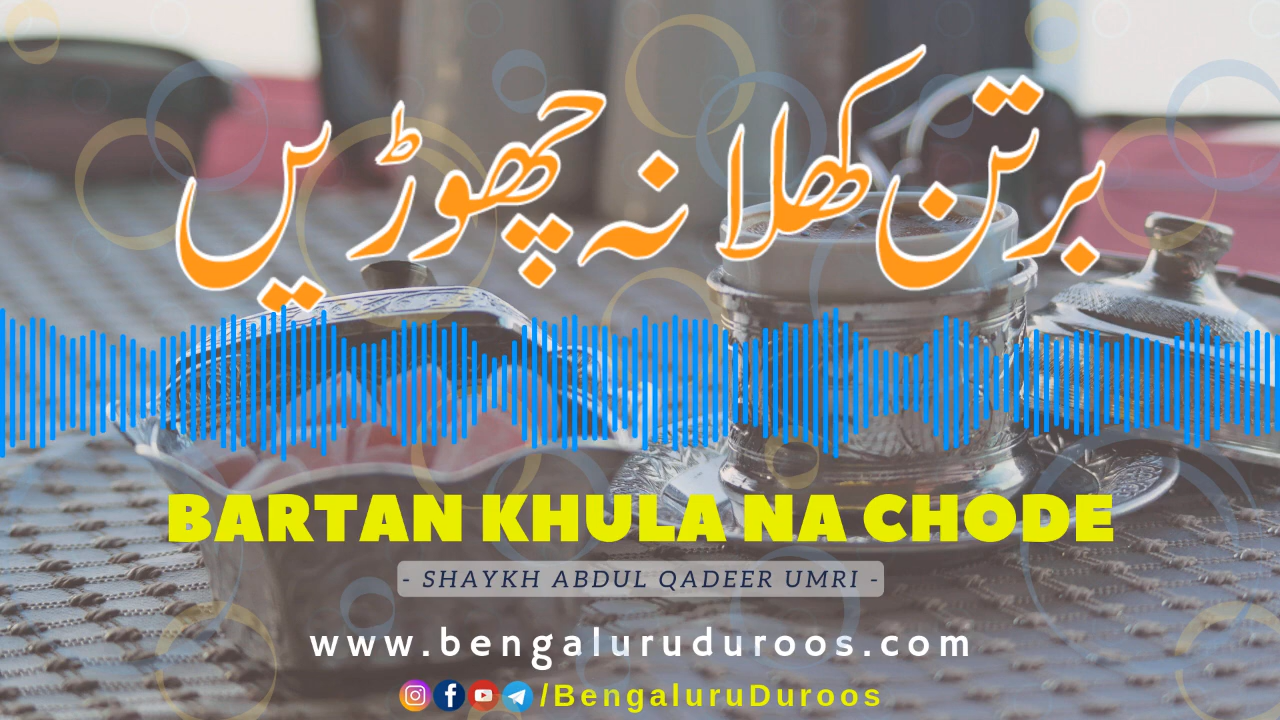 برتن کھلا نہ چھوڑیں
BARTAN KHULA NA CHODE
- SHAYKH ABDUL QADEER UMRI -
www.bengaluruduroos.com
/BengaluruDuroos